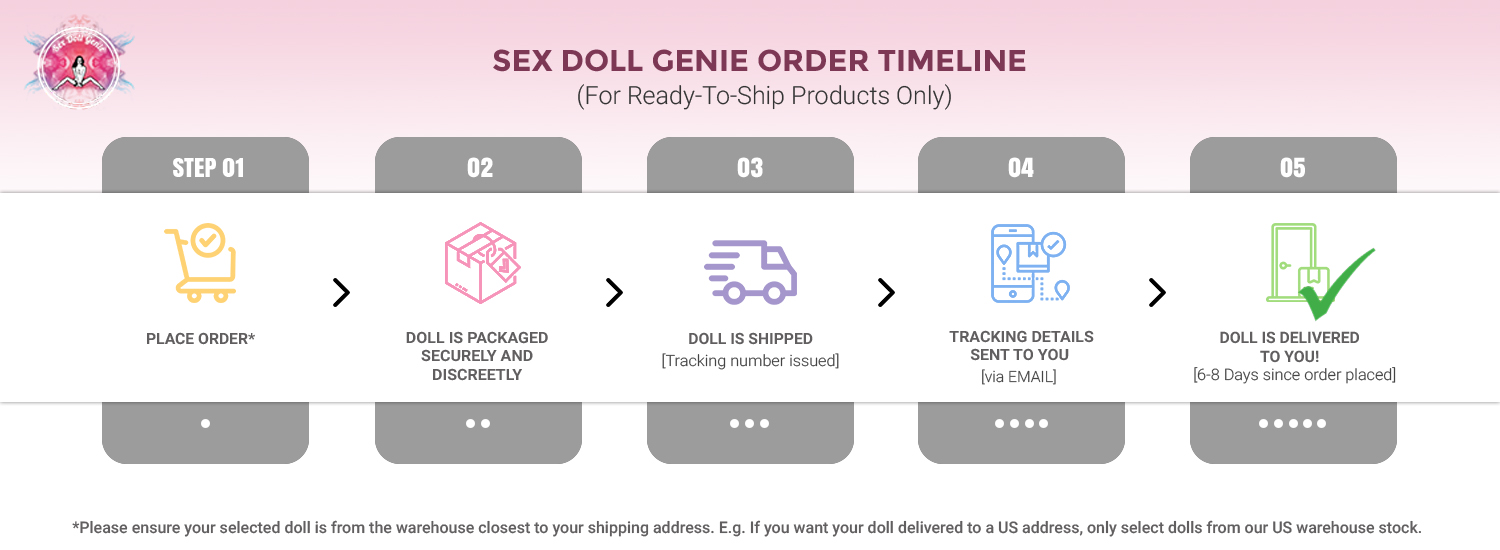 Sex Doll Genie
SEX DOLL GENIE ORDER TIMELINE
(For Ready-To-Ship Products Only)
STEP 01
PLACE ORDER*
02
DOLL IS PACKAGED
SECURELY AND
DISCREETLY
03
DOLL IS SHIPPED
[Tracking number issued]
04
TRACKING DETAILS
SENT TO YOU
[via EMAIL]
05
DOLL IS DELIVERED
TO YOU!
[6-8 Days since order placed]
*Please ensure your selected doll is from the warehouse closest to your shipping address. E.g. If you want your doll delivered to a US address, only select dolls from our US warehouse stock.